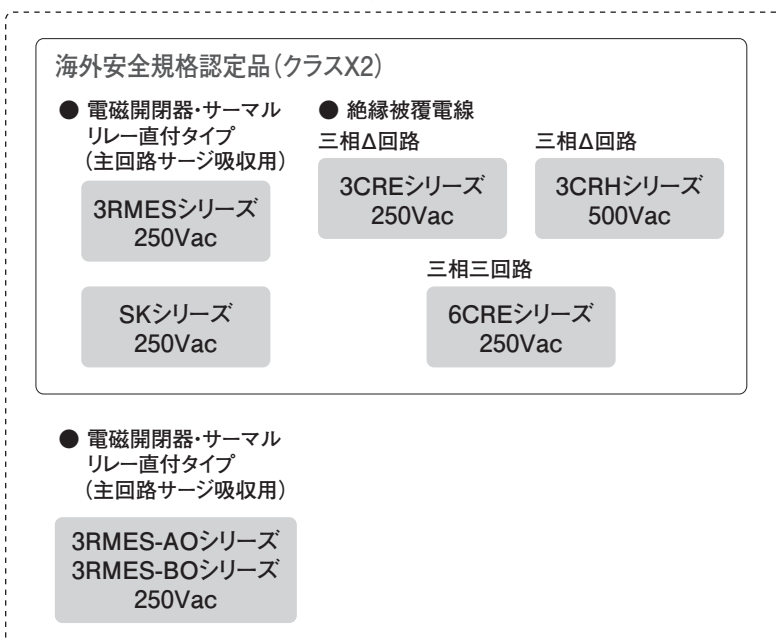 海外安全規格認定品(クラスX2)
● 電磁開閉器・サーマル
リレー直付タイプ
(主回路サージ吸収用)
3RMESシリーズ
250Vac
SKシリーズ
250Vac
● 絶縁被覆電線
三相Δ回路
3CREシリーズ
250Vac
三相Δ回路
3CRHシリーズ
500Vac
三相三回路
6CREシリーズ
250Vac
● 電磁開閉器・サーマル
リレー直付タイプ
(主回路サージ吸収用)
3RMES-AOシリーズ
3RMES-BOシリーズ
250Vac